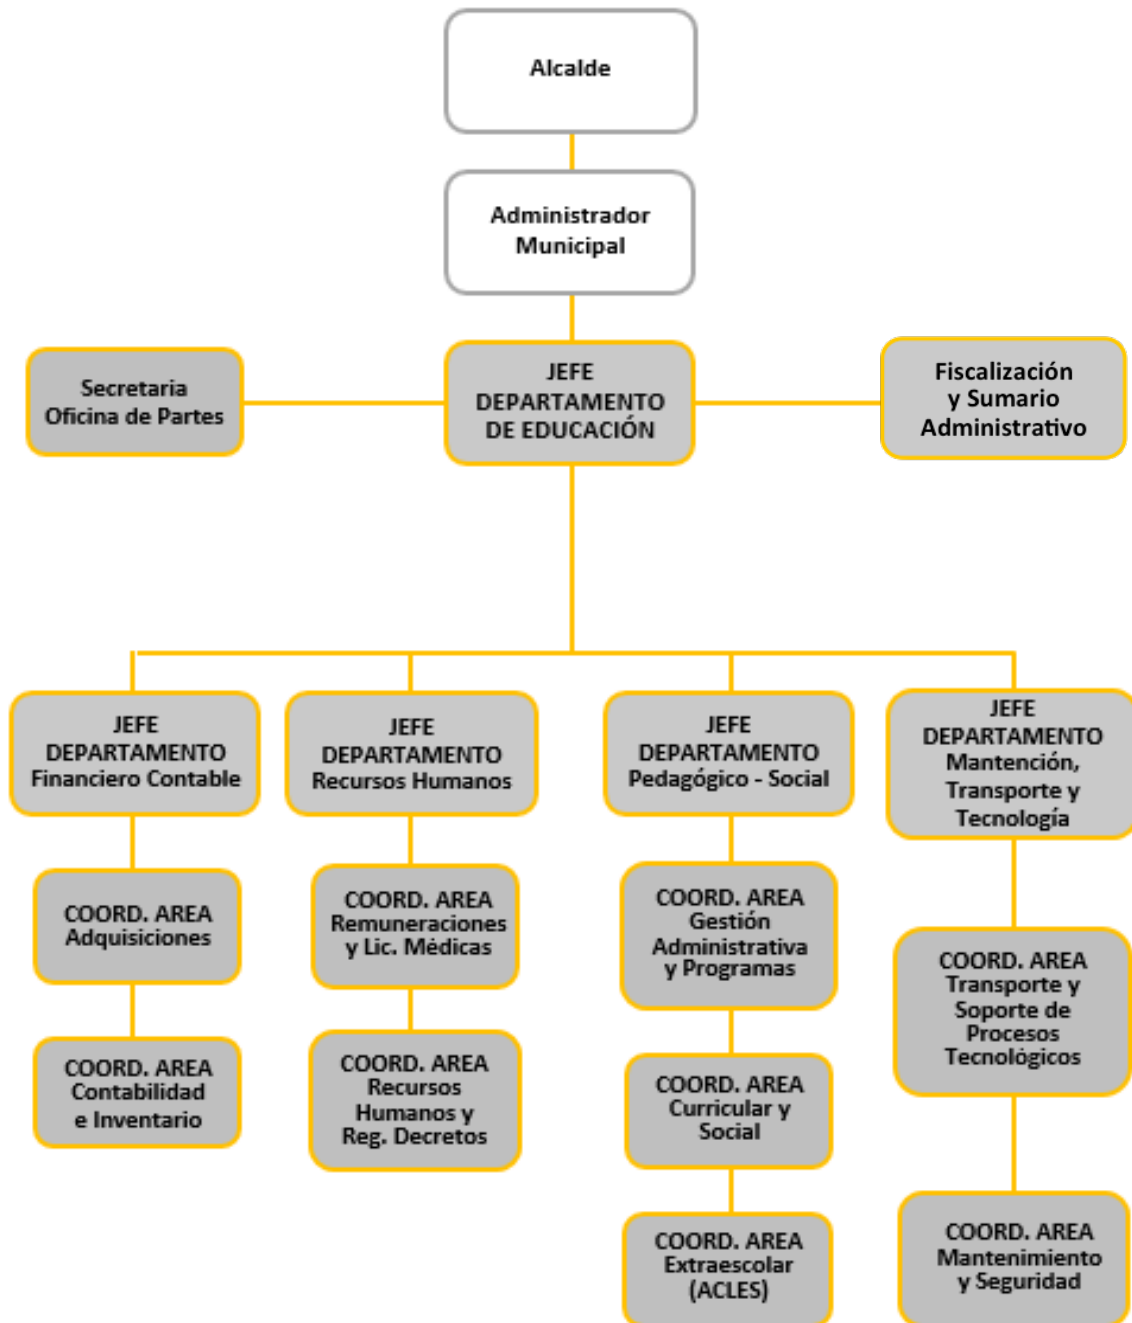 Alcalde
Administrador
Municipal
Secretaria
Oficina de Partes
JEFE
DEPARTAMENTO
DE EDUCACIÓN
Fiscalización
y Sumario
Administrativo
JEFE
DEPARTAMENTO
Financiero Contable
JEFE
DEPARTAMENTO
Recursos Humanos
JEFE
DEPARTAMENTO
Pedagógico - Social
JEFE
DEPARTAMENTO
Mantención,
Transporte y
Tecnología
COORD. AREA
Adquisiciones
COORD. AREA
Remuneraciones
y Lic. Médicas
COORD. AREA
Gestión
Administrativa
y Programas
COORD. AREA
Transporte y
Soporte de
Procesos
Tecnológicos
COORD. AREA
Contabilidad
e Inventario
COORD. AREA
Recursos
Humanos y
Reg. Decretos
COORD. AREA
Curricular y
Social
COORD. AREA
Extraescolar
(ACLES)
COORD. AREA
Mantenimiento
y Seguridad